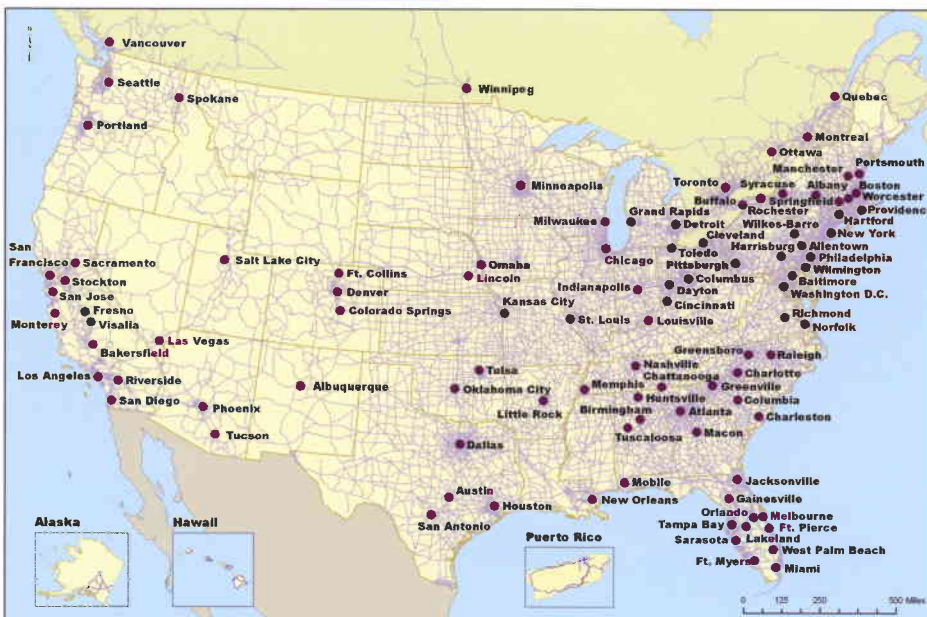 Vancouver
Seattle
Spokane
Portland
Winnipeg
Quebec
Montreal
Ottawa
Portsmouth
Manchester
Minneapolis
Toronto
Syracuse
Albany
Boston
Buffalo
Springfield
Worcester
Rochester
Providenc
Grand Rapids
Hartford
Milwaukee
Detroit
Wilkes-Barre
New York
Cleveland
Harrisburg
Allentown
San
Francisco
Sacramento
Salt Lake City
Chicago
Toledo
Philadelphia
Pittsburgh
Wilmington
Omaha
Ft. Collins
Lincoln
Columbus
Baltimore
Stockton
Indianapolis
Dayton
Washington D.C.
Denver
San Jose
Kansas City
Cincinnati
Colorado Springs
Fresno
St. Louis
Louisville
Richmond
Monterey
Visalia
Norfolk
Las Vegas
Bakersfield
Greensboro
Raleigh
Nashville
Tulsa
Chattanooga
Charlotte
Los Angeles
Riverside
Albuquerque
Oklahoma City
Memphis
Greenville
San Diego
Huntsville
Columbia
Phoenix
Little Rock
Birmingham
Atlanta
Charleston
Tucson
Tuscaloosa
Macon
Dallas
Mobile
Jacksonville
Austin
New Orleans
Gainesville
Houston
Orlando
Melbourne
San Antonio
Tampa Bay
Ft. Pierce
Alaska
Hawaii
Puerto Rico
Sarasota
Lakeland
West Palm Beach
Ft. Myers
Miami
0 125 250 500 Miles